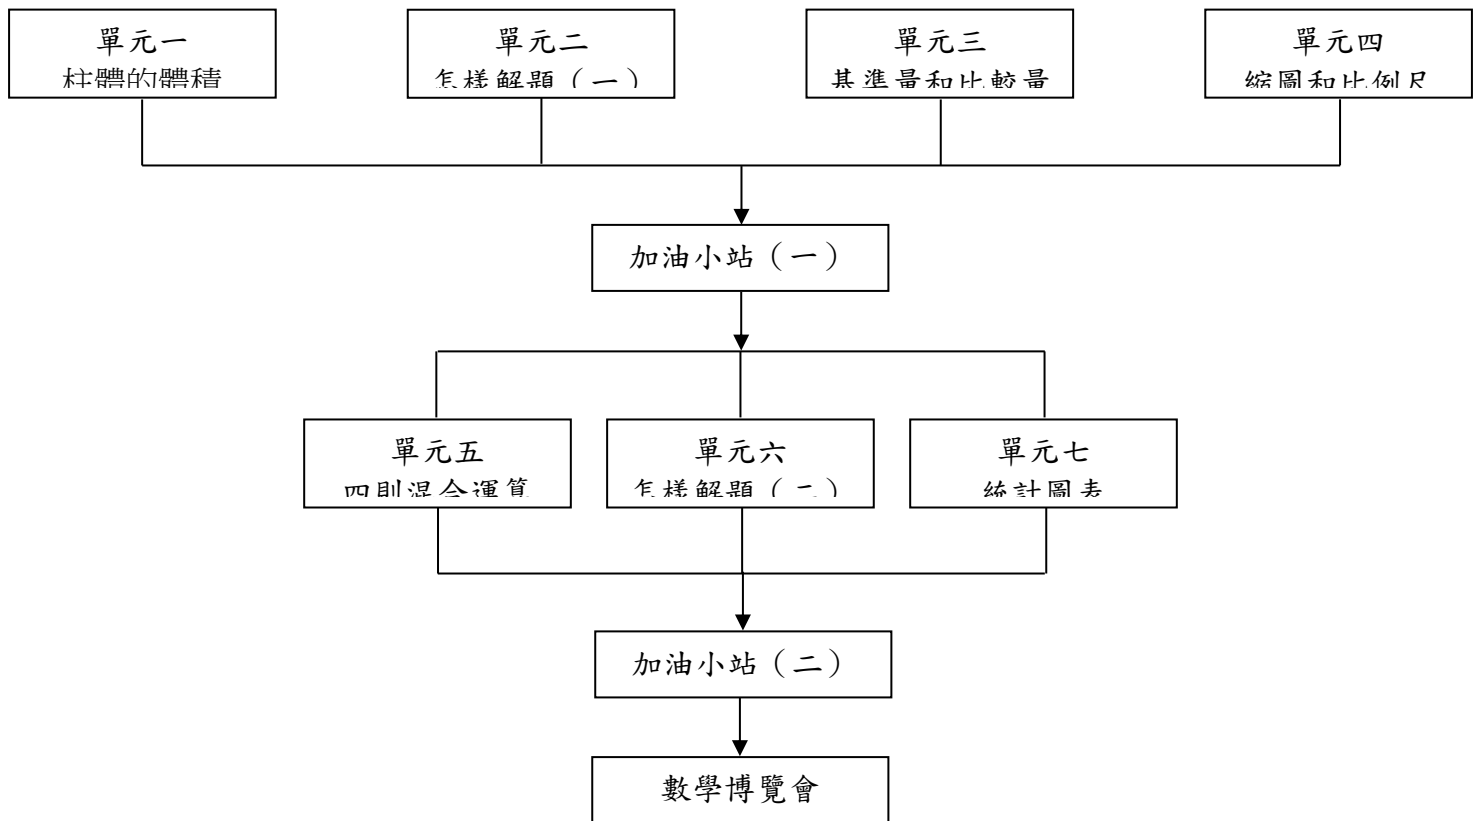 單元一
柱體的體積
單元二
怎樣解題（一）
單元三
基準量和比較量
單元四
縮圖和比例尺
加油小站（一）
單元五
四則混合運算
單元六
怎樣解題（二）
單元七
統計圖表
加油小站（二）
數學博覽會